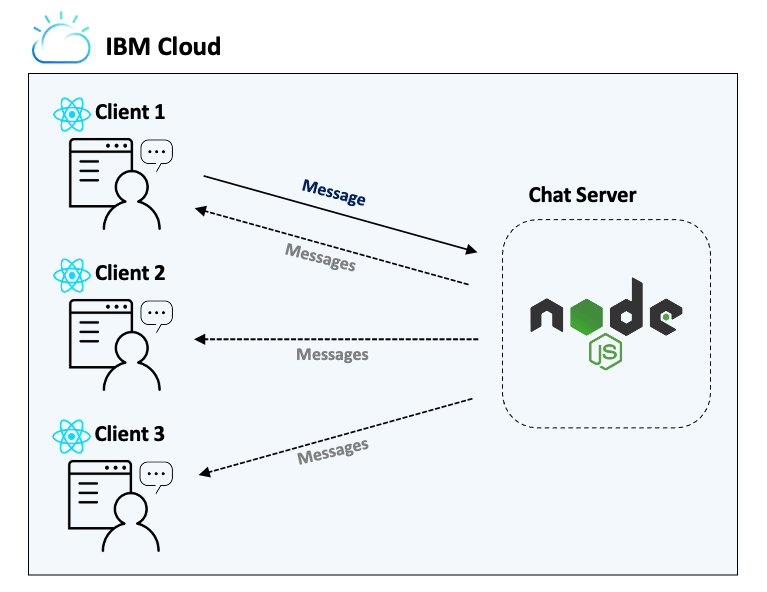 IBM Cloud
Client 1
Message
Chat Server
Messages
Client 2
node
JS
Messages
Client 3
Messages